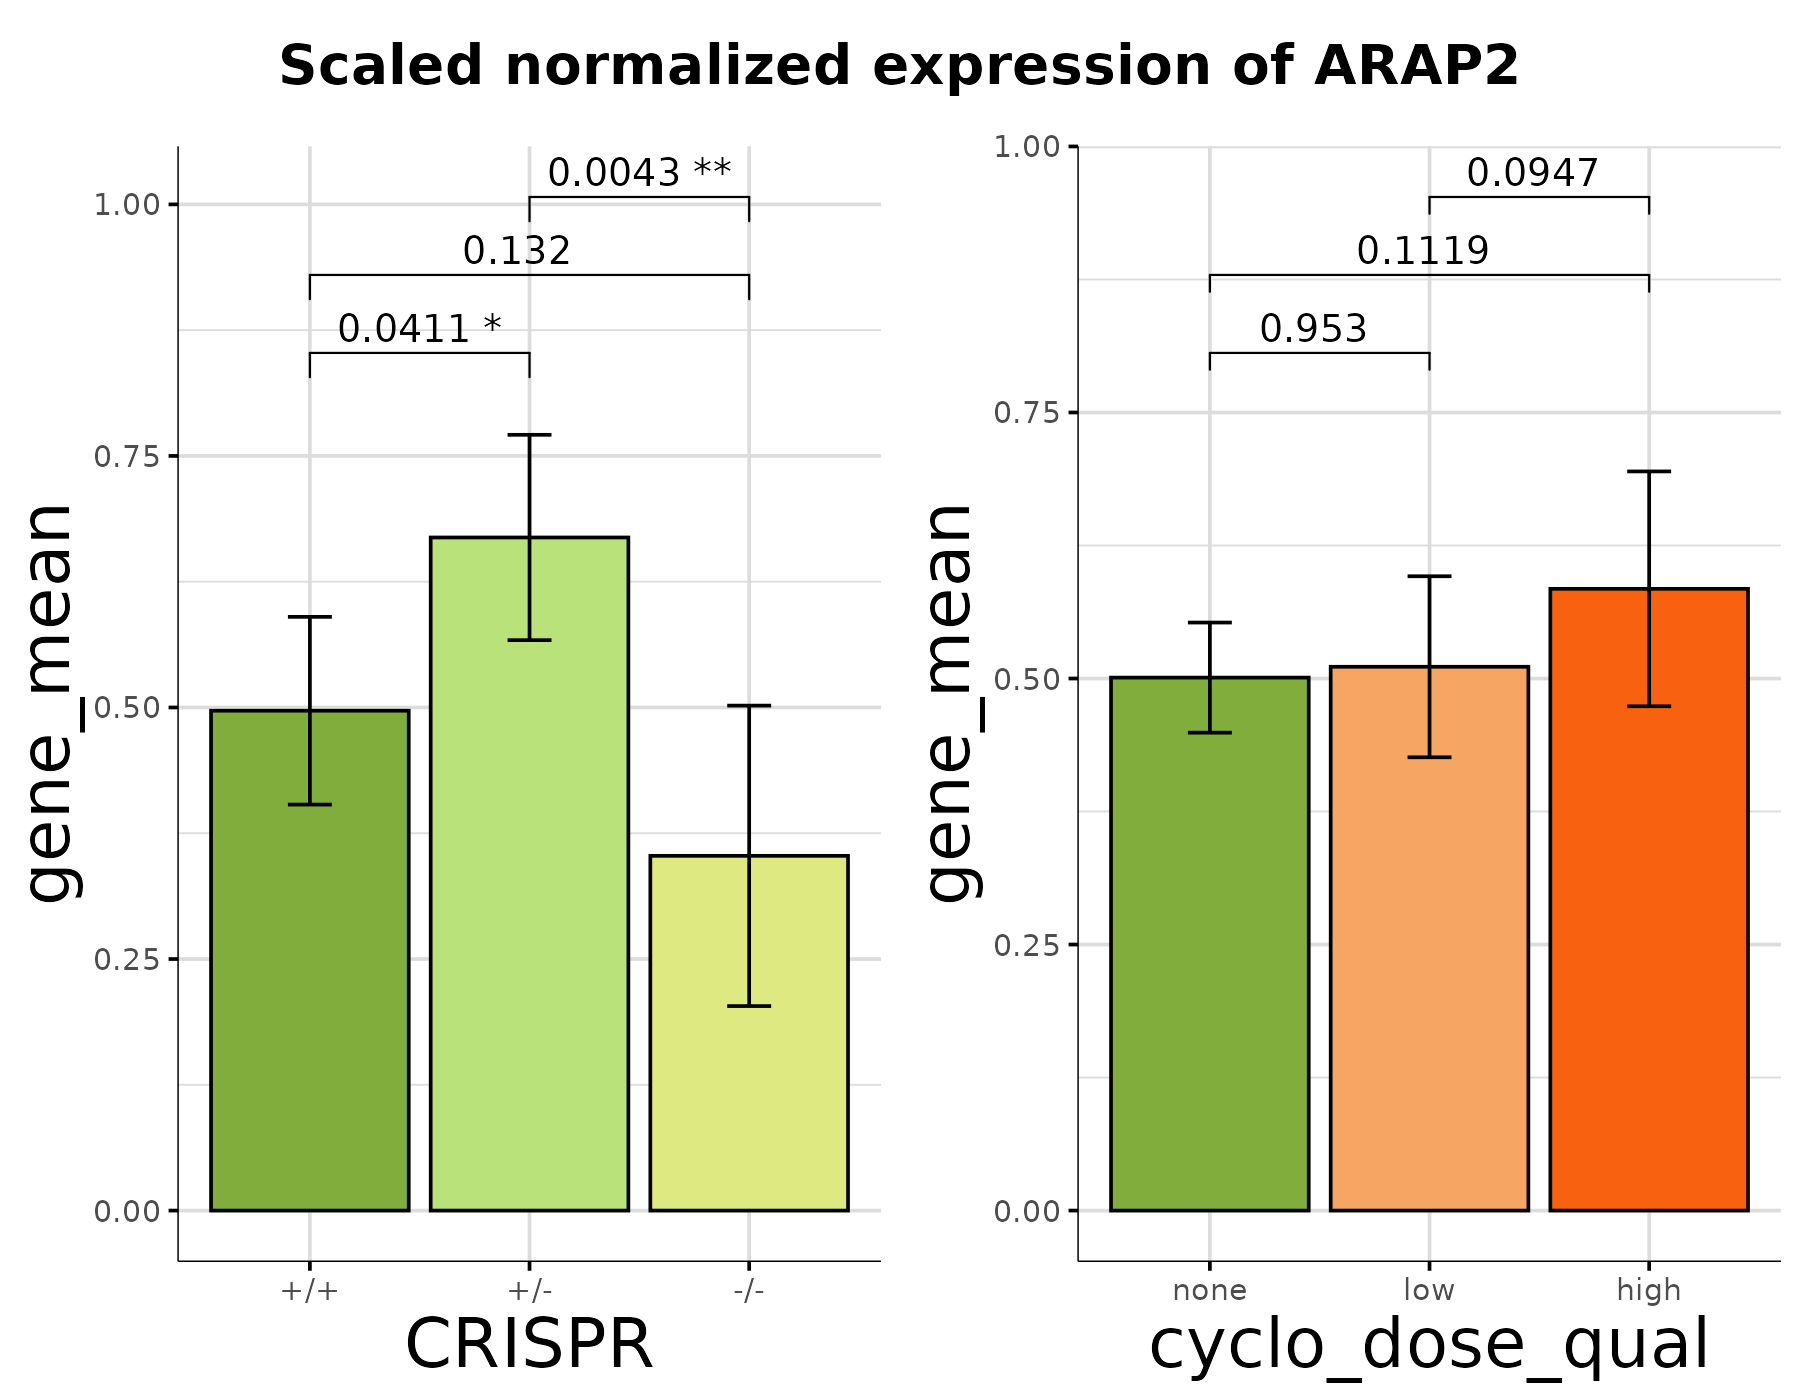 Scaled normalized expression of ARAP2
gene_mean
1.00
0.75
0.50
0.25
0.00
0.0043 **
0.132
0.0411 *
+/+
+/-
-/-
CRISPR
gene_mean
1.00
0.75
0.50
0.25
0.00
0.0947
0.1119
0.953
none
low
high
cyclo_dose_qual